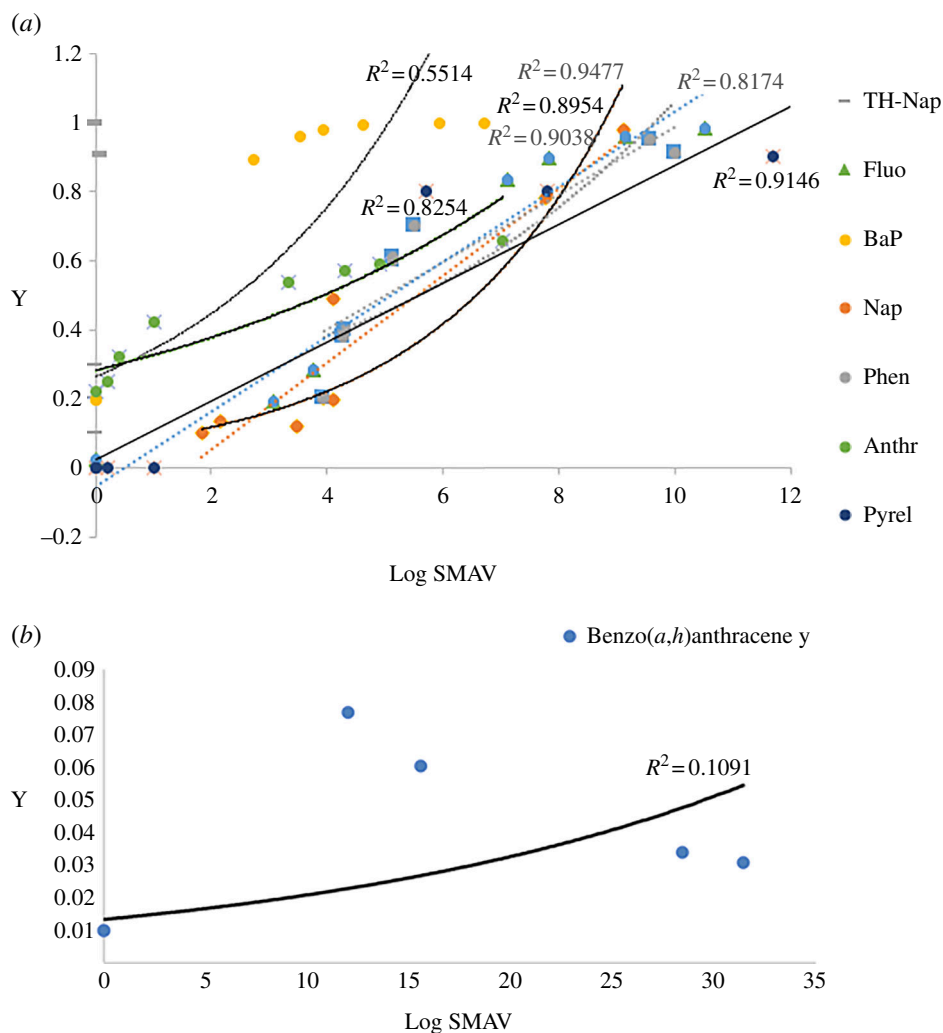 (a)
1.2
1
0.8
0.6
Y
0.4
0.2
0
–0.2
0
2
4
6
8
10
12
Log SMAV
R²=0.5514
R²=0.9477
R²=0.8954
R²=0.9038
R²=0.8174
R²=0.8254
R²=0.9146
TH-Nap
Fluo
BaP
Nap
Phen
Anthr
Pyrel
(b)
Benzo(a,h)anthracene y
0.09
0.08
0.07
0.06
Y
0.05
0.04
0.03
0.02
0.01
R²=0.1091
0
5
10
15
20
25
30
35
Log SMAV